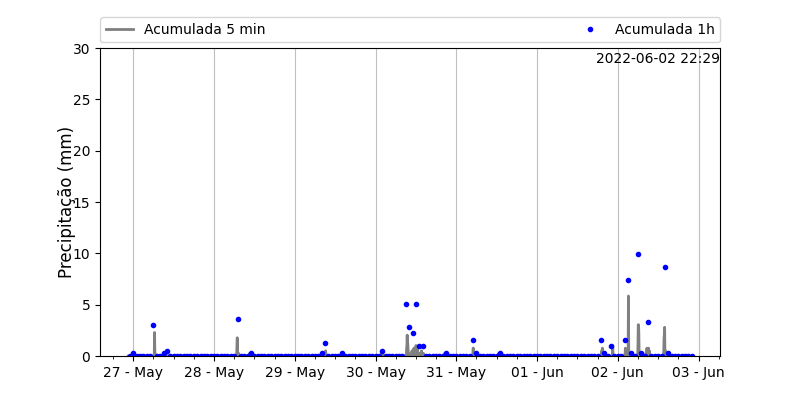 Acumulada 5 min
Acumulada 1h
2022-06-02 22:29
Precipitação (mm)
30
25
20
15
10
5
0
27 - May 28 - May 29 - May 30 - May 31 - May 01 - Jun 02 - Jun 03 - Jun